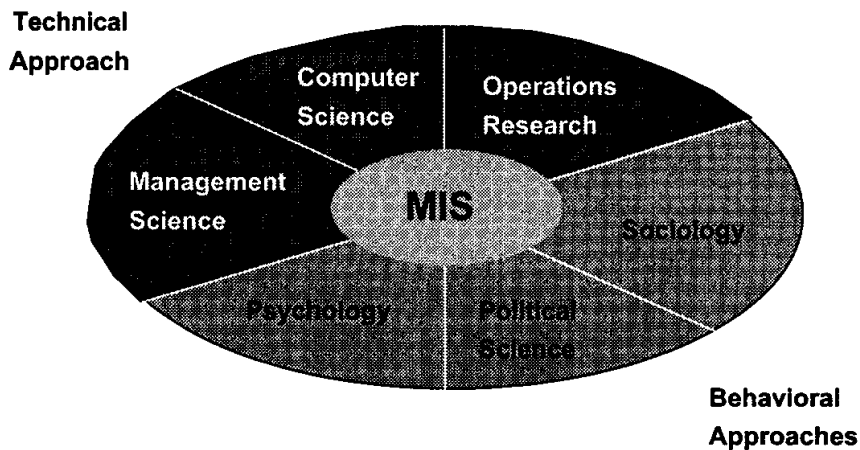 Technical
Approach
Computer
Science
Operations
Research
Management
Science
MIS
Sociology
Psychology
Political
Science
Behavioral
Approaches